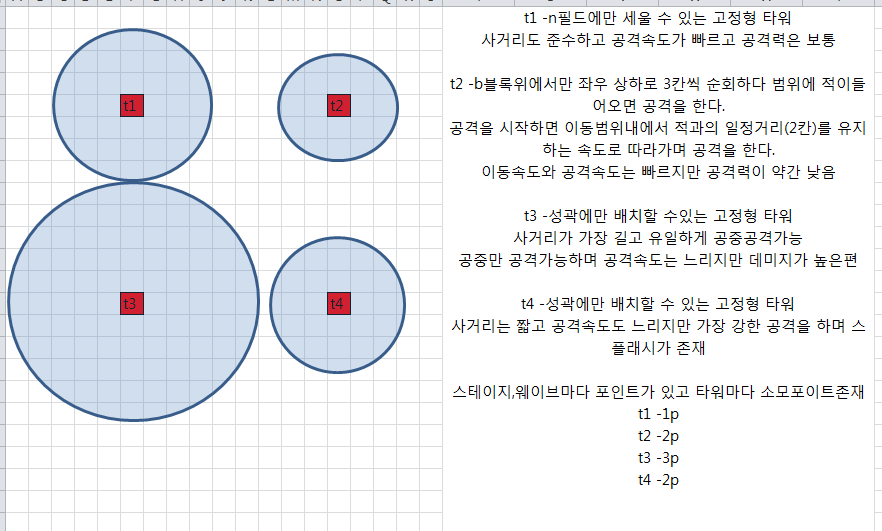 t1
t2
t3
t4
t1 -n필드에만 세울 수 있는 고정형 타워
사거리도 준수하고 공격속도가 빠르고 공격력은 보통
t2 -b블록위에서만 좌우 상하로 3칸씩 순회하다 범위에 적이들
어오면 공격을 한다.
공격을 시작하면 이동범위내에서 적과의 일정거리(2칸)를 유지
하는 속도로 따라가며 공격을 한다.
이동속도와 공격속도는 빠르지만 공격력이 약간 낮음
t3 -성곽에만 배치할 수있는 고정형 타워
사거리가 가장 길고 유일하게 공중공격가능
공중만 공격가능하며 공격속도는 느리지만 데미지가 높은편
t4 -성곽에만 배치할 수 있는 고정형 타워
사거리는 짧고 공격속도도 느리지만 가장 강한 공격을 하며 스
플래시가 존재
스테이지,웨이브마다 포인트가 있고 타워마다 소모포이트존재
t1 -1p
t2 -2p
t3 -3p
t4 -2p